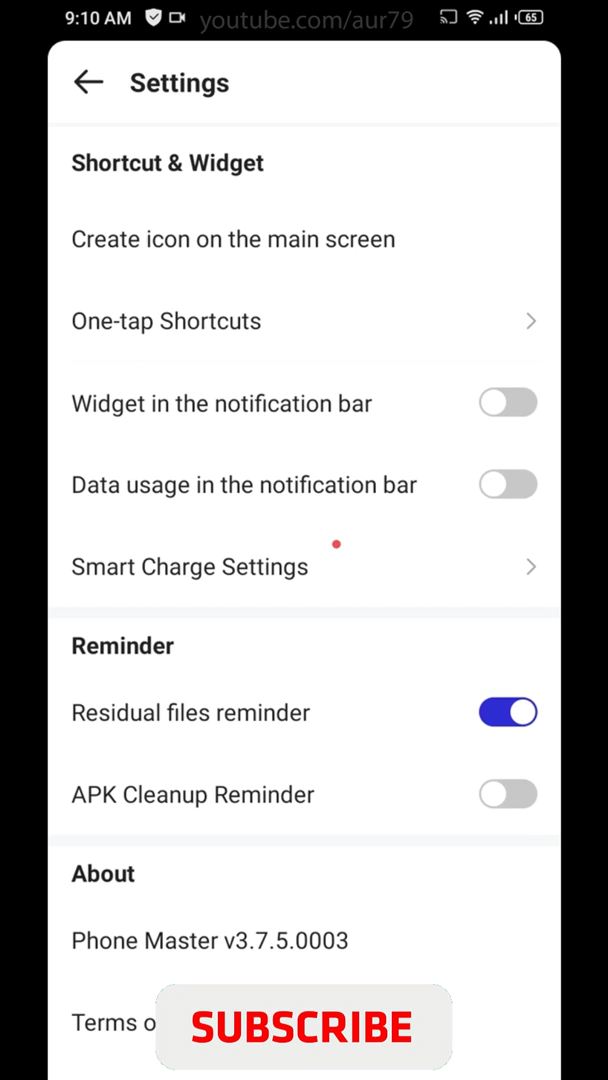 9:10 AM youtube.com/aur79 65
Settings
Shortcut & Widget
Create icon on the main screen
One-tap Shortcuts
Widget in the notification bar
Data usage in the notification bar
Smart Charge Settings
Reminder
Residual files reminder
APK Cleanup Reminder
About
Phone Master v3.7.5.0003
Terms o
SUBSCRIBE